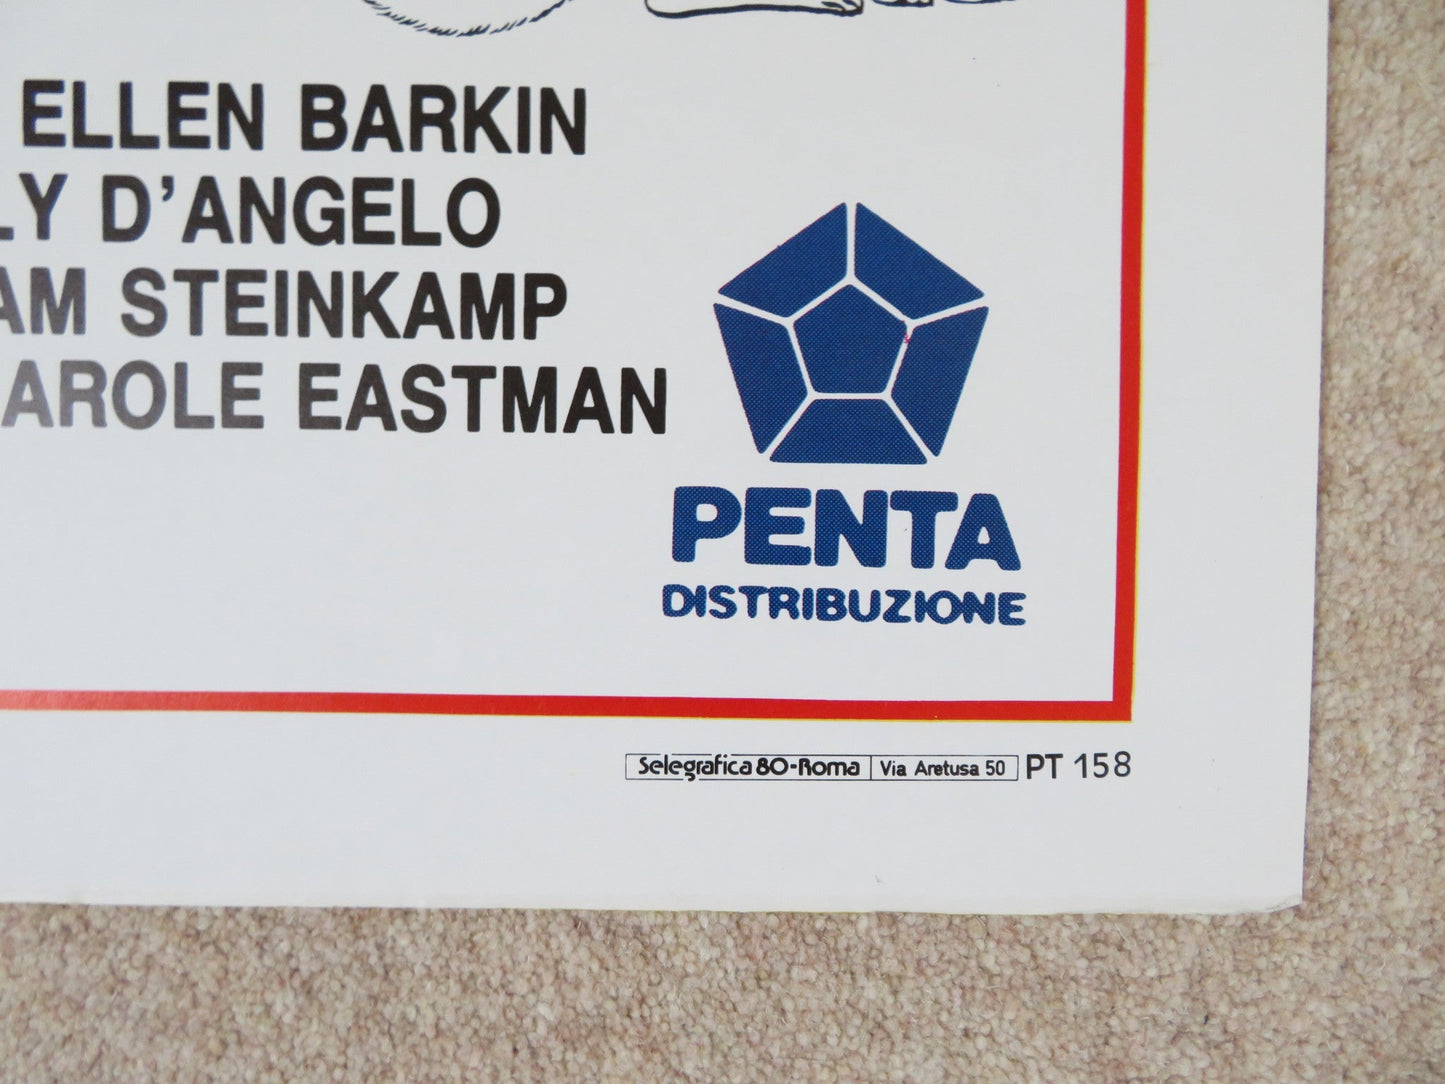 ELLEN BARKIN
LY D'ANGELO
AM STEINKAMP
AROLE EASTMAN
PENTA
DISTRIBUZIONE
Selegrafica 80-Roma Via Aretusa 50 PT 158